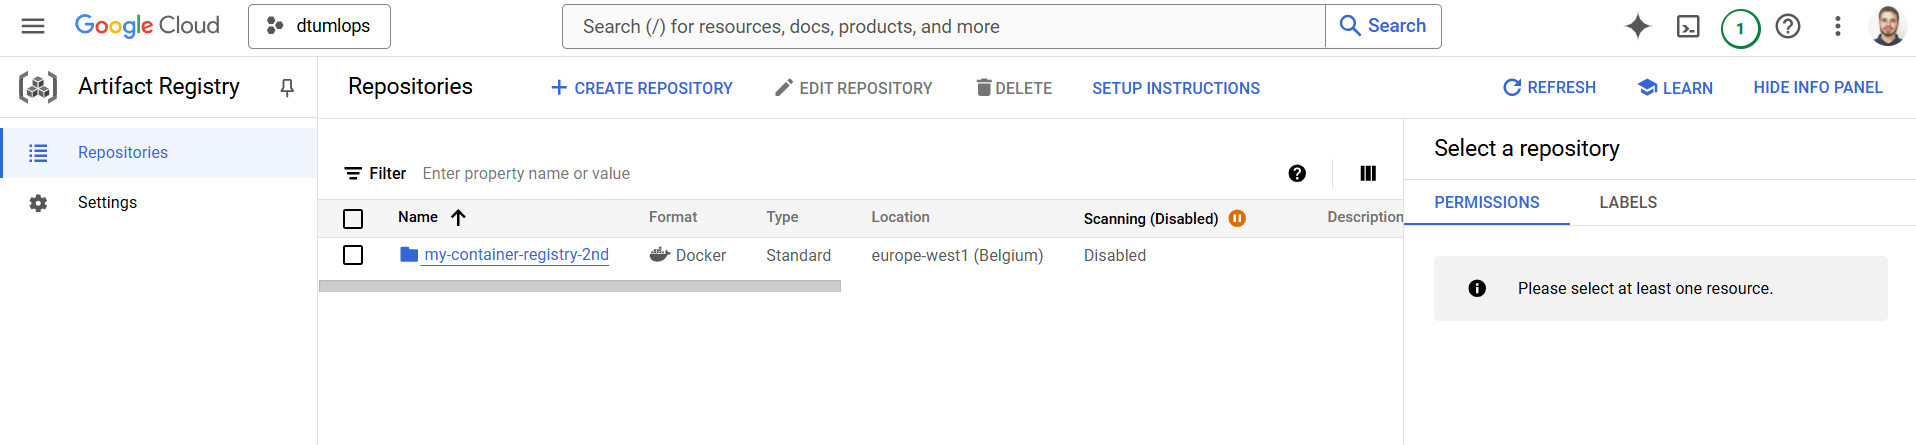 Google Cloud
dtumlops
Search (/) for resources, docs, products, and more
Search
1
Artifact Registry
Repositories
CREATE REPOSITORY
EDIT REPOSITORY
DELETE
SETUP INSTRUCTIONS
REFRESH
LEARN
HIDE INFO PANEL
Repositories
Settings
Filter
Enter property name or value
Name
Format
Type
Location
Scanning (Disabled)
Description
my-container-registry-2nd
Docker
Standard
europe-west1 (Belgium)
Disabled
Select a repository
PERMISSIONS
LABELS
Please select at least one resource.